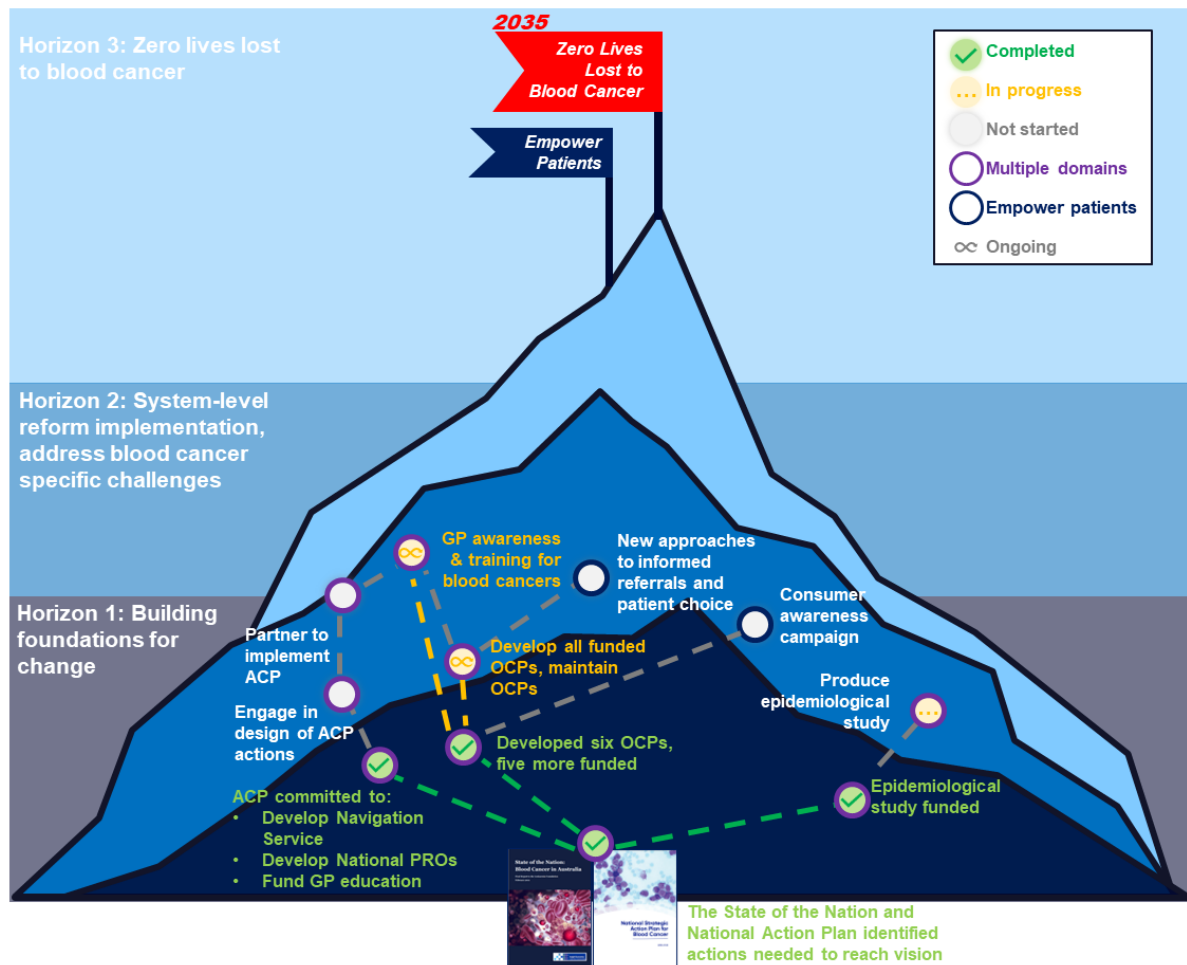 2035
Zero Lives
Lost to
Blood Cancer
Empower
Patients
Horizon 3: Zero lives lost
to blood cancer
Completed
In progress
Not started
Multiple domains
Empower patients
Ongoing
Horizon 2: System-level
reform implementation,
address blood cancer
specific challenges
Horizon 1: Building
foundations for
change
GP awareness
& training for
blood cancers
New approaches
to informed
referrals and
patient choice
Consumer
awareness
campaign
Partner to
implement
ACP
Develop all funded
OCPs, maintain
OCPs
Produce
epidemiological
study
Engage in
design of ACP
actions
Developed six OCPs,
five more funded
Epidemiological
study funded
ACP committed to:
• Develop Navigation
Service
• Develop National PROs
• Fund GP education
State of the Nation:
Blood Cancer in Australia
National Strategic
Action Plan for
Blood Cancer
The State of the Nation and
National Action Plan identified
actions needed to reach vision